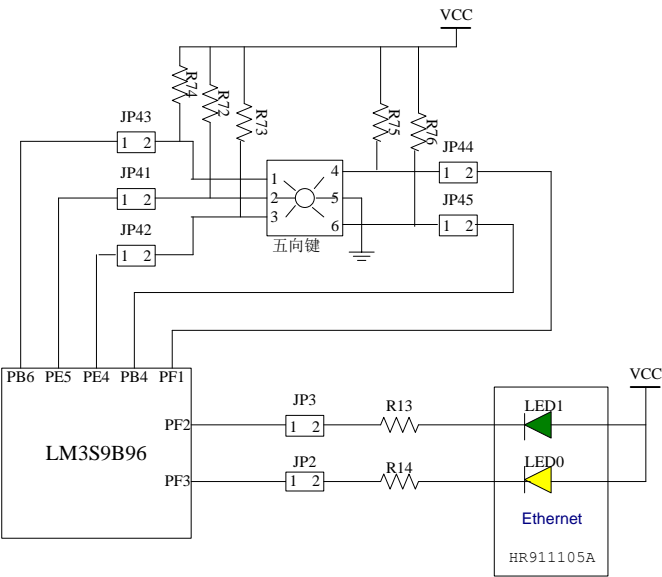 VCC
R74
R72
R73
R75
R76
JP43
1 2
JP44
1 2
JP41
1 2
JP45
1 2
JP42
1 2
1
2
3
4
5
6
五向键
PB6 PE5 PE4 PB4 PF1
LM3S9B96
PF2
PF3
JP3
1 2
R13
JP2
1 2
R14
VCC
LED1
LED0
Ethernet
HR911105A